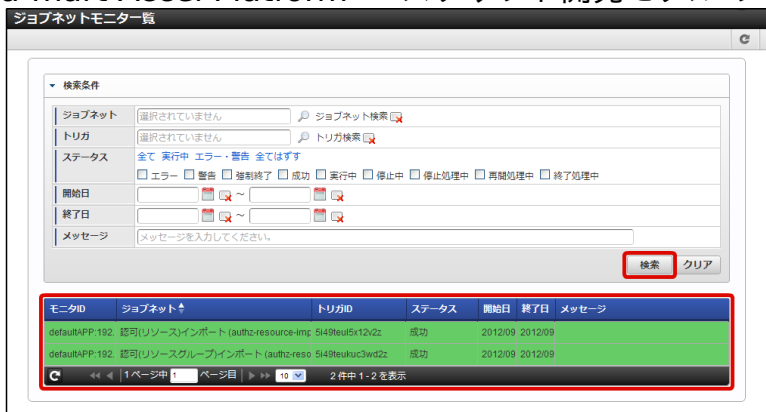 ジョブネットモニター覧
検索条件
ジョブネット 選択されていません ジョブネット検索
トリガ 選択されていません トリガ検索
ステータス 全て 実行中 エラー・警告 全てはずす
エラー 警告 強制終了 成功 実行中 停止中 停止処理中 再開処理中 終了処理中
開始日 ~
終了日 ~
メッセージ メッセージを入力してください。
検索 クリア
モニタID ジョブネット トリガID ステータス 開始日 終了日 メッセージ
defaultAPP:192. 認可(リソース)インポート (authz-resource-imp 5i49teul5x12v2z 成功 2012/09 2012/09
defaultAPP:192. 認可(リソースグループ)インポート (authz-reso 5i49teukuc3wd2z 成功 2012/09 2012/09
1 ページ中 1 ページ目 10 2 件中 1 - 2 を表示